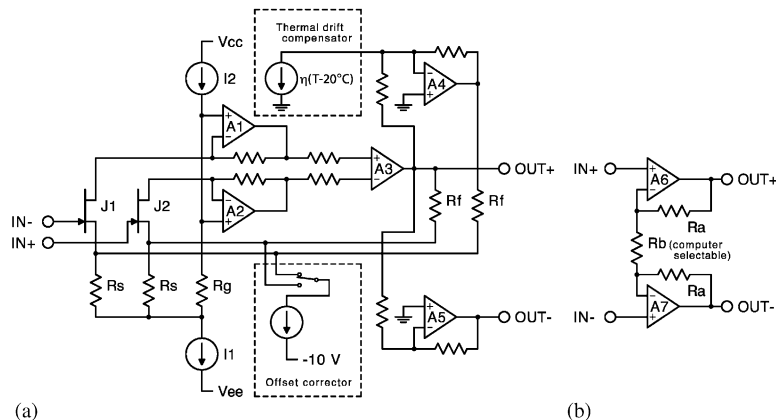 Thermal drift
compensator
Vcc
I2
η(T-20°C)
A4
A1
A3
OUT+
IN+
A6
OUT+
J1
J2
A2
Rf
Rf
Ra
IN-
IN+
Rb (computer
selectable)
Rs
Rs
Rg
Ra
A5
OUT-
IN-
A7
OUT-
I1
-10 V
Vee
Offset corrector
(a)
(b)